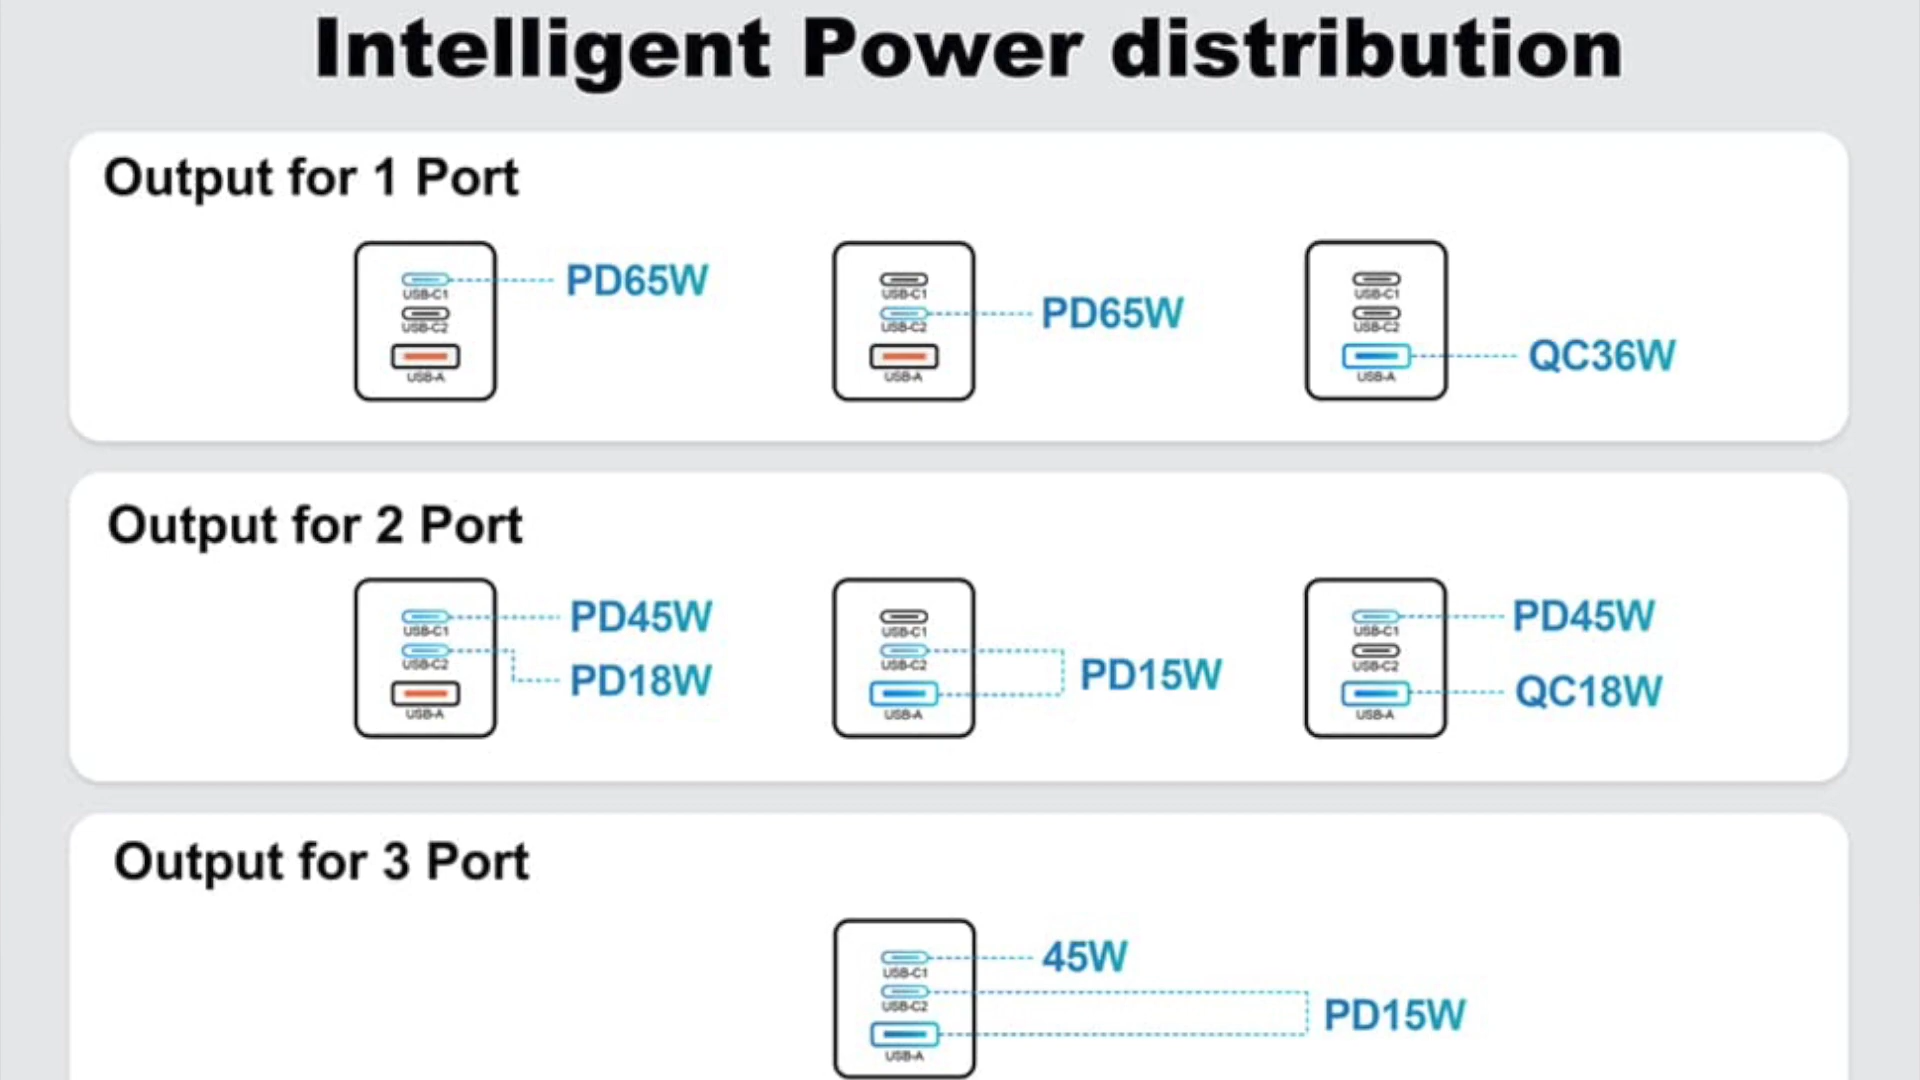 Intelligent Power distribution
Output for 1 Port
USB-C1
USB-C2
USB-A
PD65W
USB-C1
USB-C2
USB-A
PD65W
USB-C1
USB-C2
USB-A
QC36W
Output for 2 Port
USB-C1
USB-C2
USB-A
PD45W
PD18W
USB-C1
USB-C2
USB-A
PD15W
USB-C1
USB-C2
USB-A
PD45W
QC18W
Output for 3 Port
USB-C1
USB-C2
USB-A
45W
PD15W